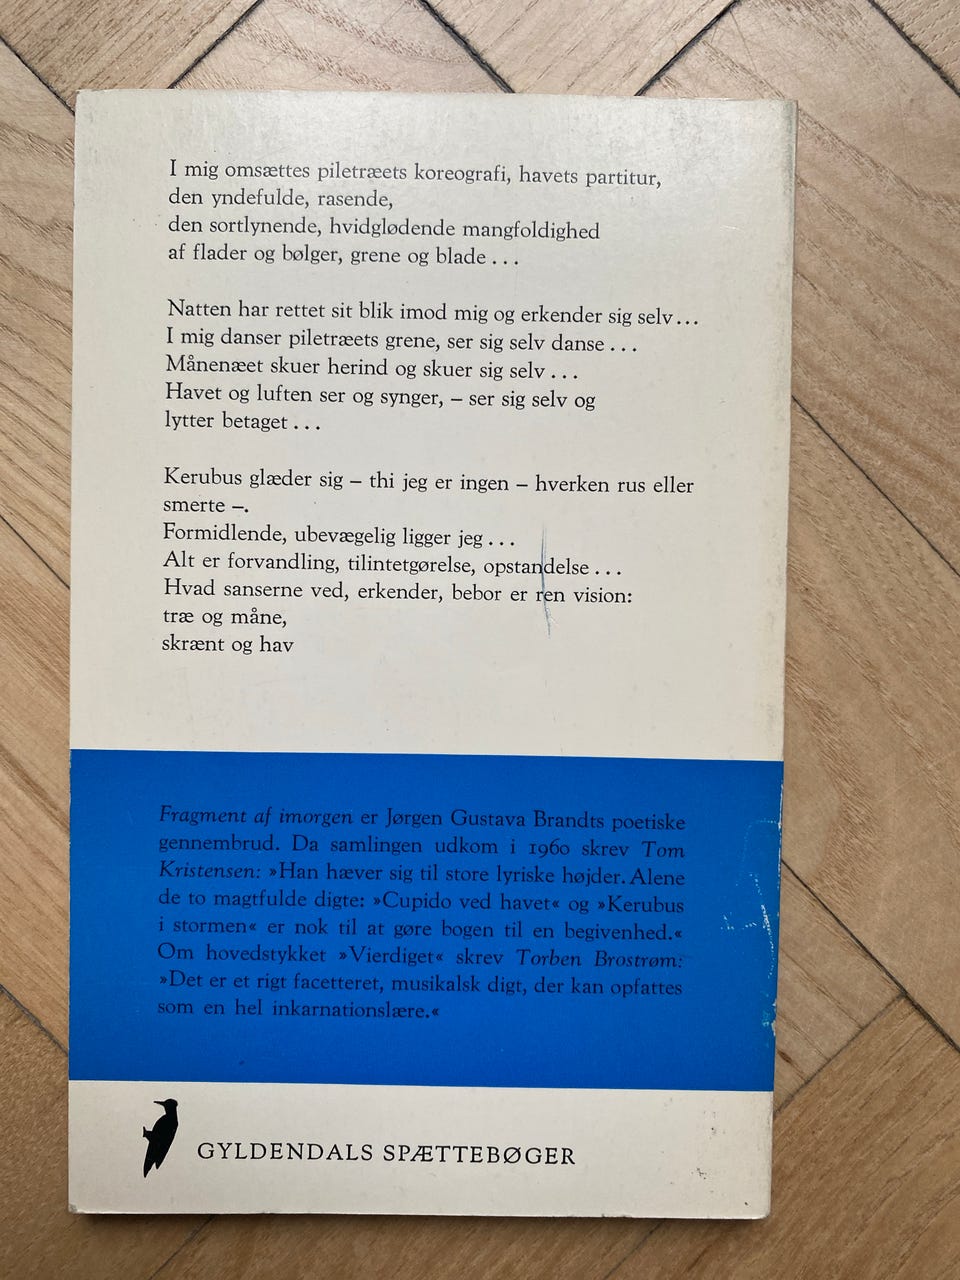 I mig omsættes piletræets koreografi, havets partitur,
den yndefulde, rasende,
den sortlynende, hvidglødende mangfoldighed
af flader og bølger, grene og blade . . .
Natten har rettet sit blik imod mig og erkender sig selv . . .
I mig danser piletræets grene, ser sig selv danse . . .
Månenæet skuer herind og skuer sig selv . . .
Havet og luften ser og synger, – ser sig selv og
lytter betaget . . .
Kerubus glæder sig – thi jeg er ingen – hverken rus eller
smerte –.
Formidlende, ubevægelig ligger jeg . . .
Alt er forvandling, tilintetgørelse, opstandelse . . .
Hvad sanserne ved, erkender, bebor er ren vision:
træ og måne,
skrænt og hav
Fragment af imorgen er Jørgen Gustava Brandts poetiske
gennembrud. Da samlingen udkom i 1960 skrev Tom
Kristensen: »Han hæver sig til store lyriske højder. Alene
de to magtfulde digte: »Cupido ved havet« og »Kerubus
i stormen« er nok til at gøre bogen til en begivenhed.«
Om hovedstykket »Vierdiget« skrev Torben Brostrøm:
»Det er et rigt facetteret, musikalsk digt, der kan opfattes
som en hel inkarnationslære.«
GYLDENDALS SPÆTTEBØGER